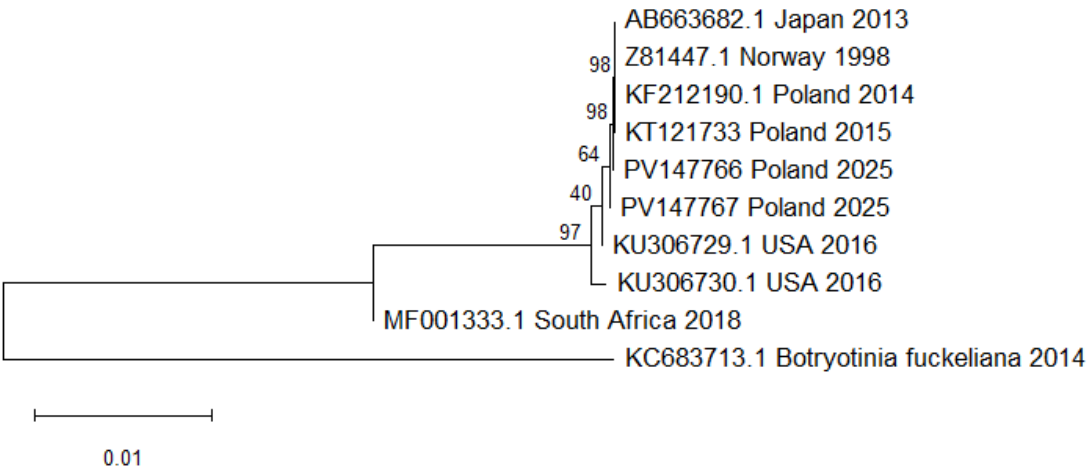 AB663682.1 Japan 2013
Z81447.1 Norway 1998
98
KF212190.1 Poland 2014
98
KT121733 Poland 2015
64
PV147766 Poland 2025
40
PV147767 Poland 2025
97
KU306729.1 USA 2016
KU306730.1 USA 2016
MF001333.1 South Africa 2018
KC683713.1 Botryotinia fuckeliana 2014
0.01